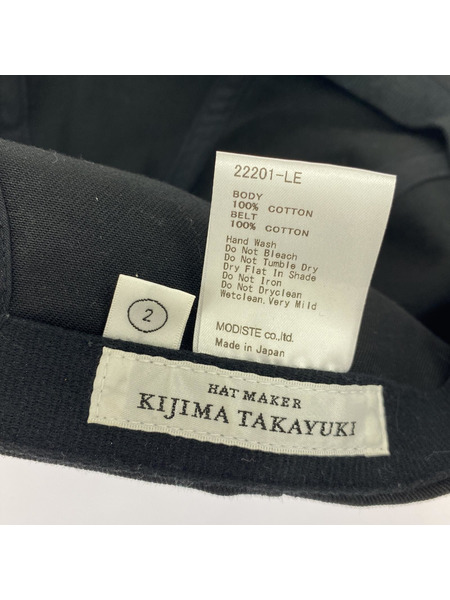 22201-LE
BODY
100% COTTON
BELT
100% COTTON
Hand Wash
Do Not Bleach
Do Not Tumble Dry
Dry Flat In Shade
Do Not Iron
Do Not Dryclean
Wetclean.Very Mild
MODiSTE co.,ltd.
Made in Japan
2
HAT MAKER
KIJIMA TAKAYUKI